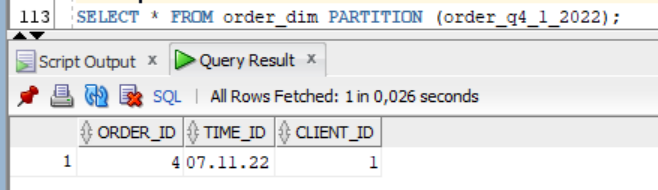 113 SELECT * FROM order_dim PARTITION (order_q4_1_2022);
Script Output x Query Result x
SQL | All Rows Fetched: 1 in 0,026 seconds
ORDER_ID TIME_ID CLIENT_ID
1 4 07.11.22 1